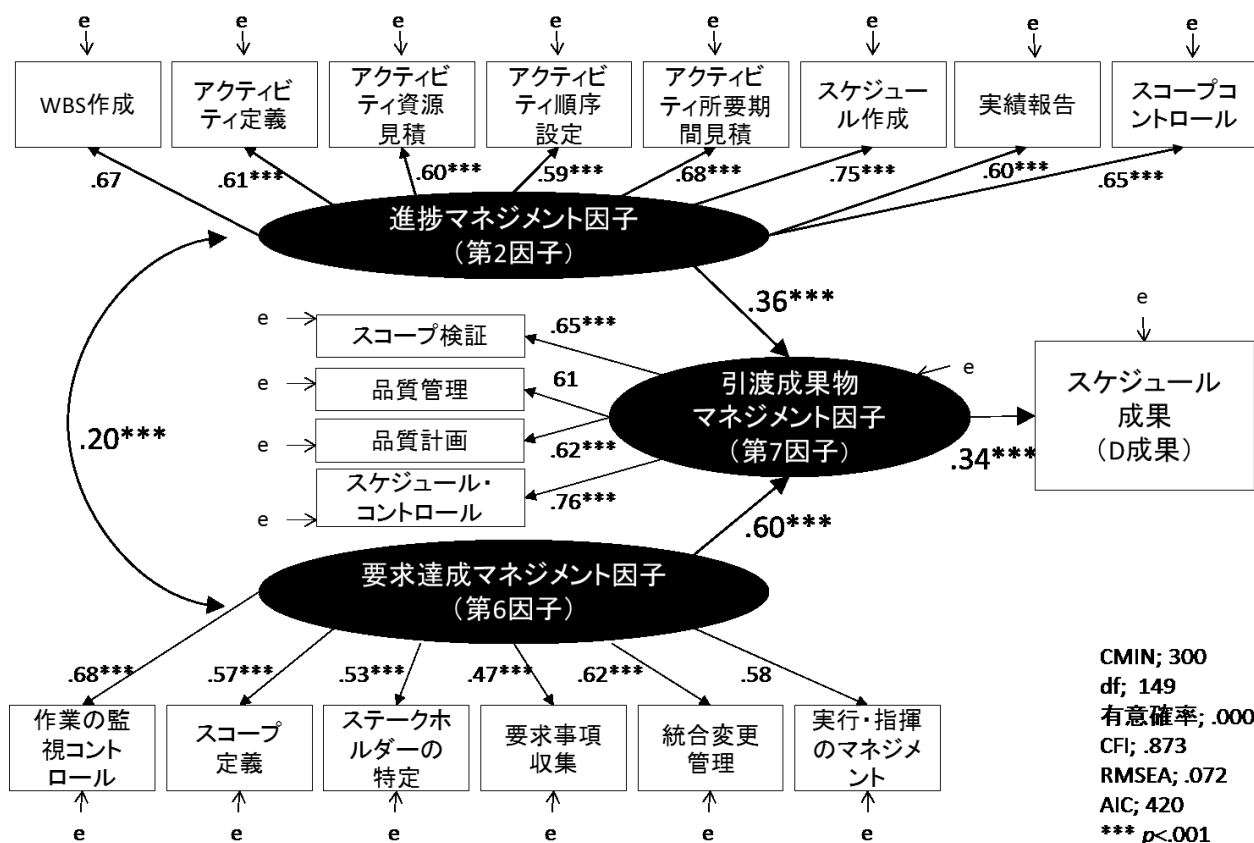 e
e
e
e
e
e
e
e
WBS作成
アクティビ
ティ定義
アクティビ
ティ資源
見積
アクティビ
ティ順序
設定
アクティビ
ティ所要期
間見積
スケジュー
ル作成
実績報告
スコープコ
ントロール
.67
.61***
.60***
.59***
.68***
.75***
.60***
.65***
進捗マネジメント因子
(第2因子)
.36***
.20***
e
スコープ検証
.65***
e
品質管理
61
品質計画
.62***
e
スケジュール・
コントロール
.76***
引渡成果物
マネジメント因子
(第7因子)
e
.34***
e
スケジュール
成果
(D成果)
.60***
要求達成マネジメント因子
(第6因子)
.68***
.57***
.53***
.47***
.62***
.58
作業の監
視コント
ロール
スコープ
定義
ステークホ
ルダーの
特定
要求事項
収集
統合変更
管理
実行・指揮
のマネジメ
ント
e
e
e
e
e
e
e
CMIN; 300
df; 149
有意確率; .000
CFI; .873
RMSEA; .072
AIC; 420
*** p<.001